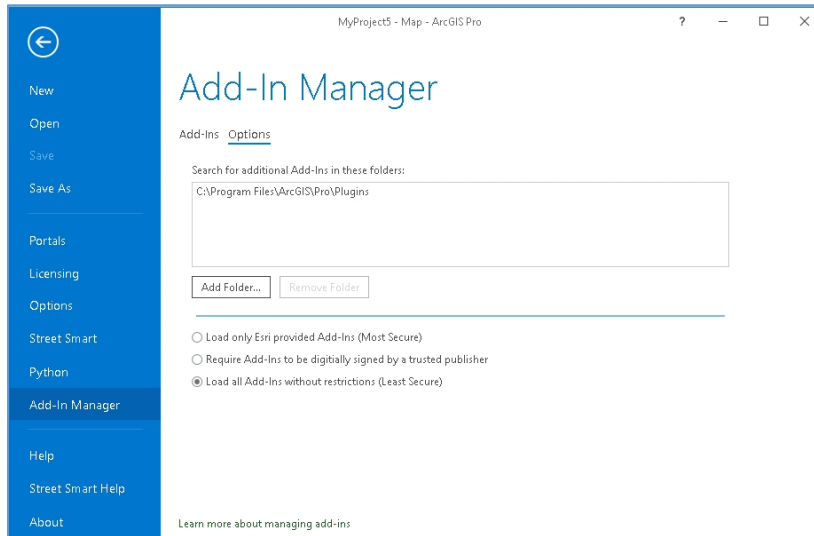 MyProject5 - Map - ArcGIS Pro
?
New
Open
Save
Save As
Portals
Licensing
Options
Street Smart
Python
Add-In Manager
Help
Street Smart Help
About
Add-In Manager
Add-Ins Options
Search for additional Add-Ins in these folders:
C:\Program Files\ArcGIS\Pro\Plugins
Add Folder... Remove Folder
Load only Esri provided Add-Ins (Most Secure)
Require Add-Ins to be digitially signed by a trusted publisher
Load all Add-Ins without restrictions (Least Secure)
Learn more about managing add-ins